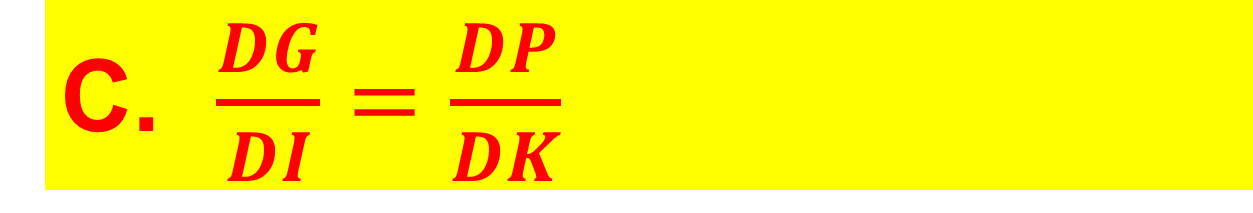 C. DG/DI = DP/DK